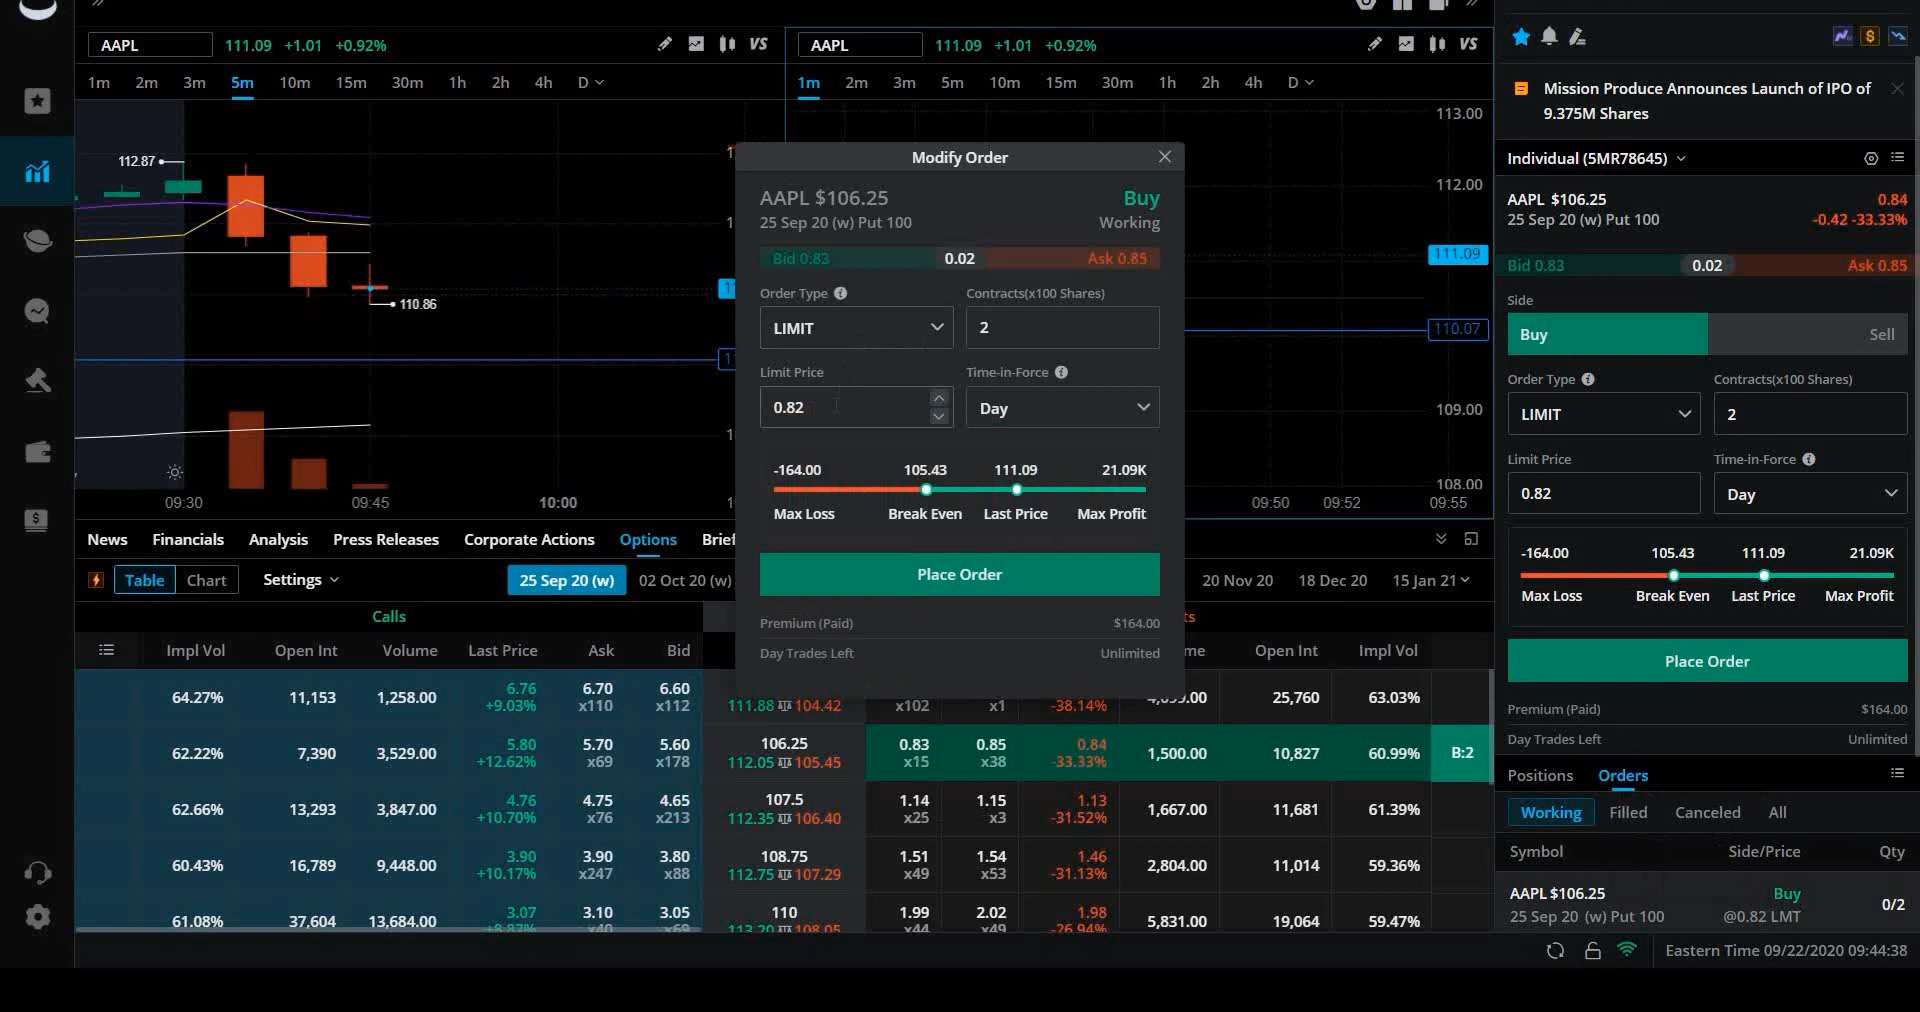 AAPL 111.09 +1.01 +0.92% VS
1m 2m 3m 5m 10m 15m 30m 1h 2h 4h D
112.87
110.86
09:30 09:45 10:00
AAPL 111.09 +1.01 +0.92% VS
1m 2m 3m 5m 10m 15m 30m 1h 2h 4h D
113.00
112.00
111.09
110.07
109.00
108.00
09:50 09:52 09:55
Modify Order
AAPL $106.25 Buy
25 Sep 20 (w) Put 100 Working
Bid 0.83 0.02 Ask 0.85
Order Type Contracts(x100 Shares)
LIMIT 2
Limit Price Time-in-Force
0.82 Day
-164.00 105.43 111.09 21.09K
Max Loss Break Even Last Price Max Profit
Place Order
Premium (Paid) $164.00
Day Trades Left Unlimited
News Financials Analysis Press Releases Corporate Actions Options Brief
Table Chart Settings 25 Sep 20 (w) 02 Oct 20 (w) 20 Nov 20 18 Dec 20 15 Jan 21
Calls
Impl Vol Open Int Volume Last Price Ask Bid Open Int Impl Vol
64.27% 11,153 1,258.00 6.76 6.70 6.60 25,760 63.03%
+9.03% x110 x112 111.88 104.42 x102 x1 -38.14%
62.22% 7,390 3,529.00 5.80 5.70 5.60 106.25 0.83 0.85 0.84 1,500.00 10,827 60.99% B:2
+12.62% x69 x178 112.05 105.45 x15 x38 -33.33%
62.66% 13,293 3,847.00 4.76 4.75 4.65 107.5 1.14 1.15 1.13 1,667.00 11,681 61.39%
+10.70% x76 x213 112.35 106.40 x25 x3 -31.52%
60.43% 16,789 9,448.00 3.90 3.90 3.80 108.75 1.51 1.54 1.46 2,804.00 11,014 59.36%
+10.17% x247 x88 112.75 107.29 x49 x53 -31.13%
61.08% 37,604 13,684.00 3.07 3.10 3.05 110 1.99 2.02 1.98 5,831.00 19,064 59.47%
x40 x69 113.20 108.05 x44 x49 -26.94%
Mission Produce Announces Launch of IPO of
9.375M Shares
Individual (5MR78645)
AAPL $106.25 0.84
25 Sep 20 (w) Put 100 -0.42 -33.33%
Bid 0.83 0.02 Ask 0.85
Side
Buy Sell
Order Type Contracts(x100 Shares)
LIMIT 2
Limit Price Time-in-Force
0.82 Day
-164.00 105.43 111.09 21.09K
Max Loss Break Even Last Price Max Profit
Place Order
Premium (Paid) $164.00
Day Trades Left Unlimited
Positions Orders
Working Filled Canceled All
Symbol Side/Price Qty
AAPL $106.25 Buy 0/2
25 Sep 20 (w) Put 100 @0.82 LMT
Eastern Time 09/22/2020 09:44:38